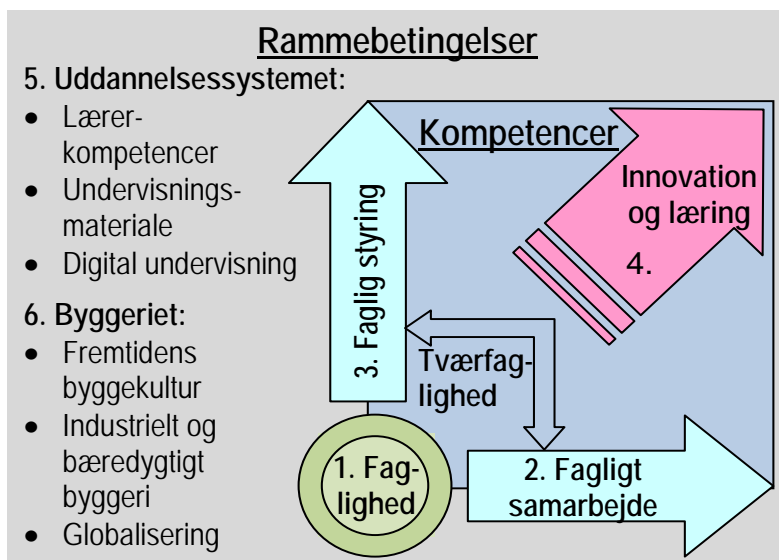 Rammebetingelser
5. Uddannelsessystemet:
• Lærer-
kompetencer
• Undervisnings-
materiale
• Digital undervisning
6. Byggeriet:
• Fremtidens
byggekultur
• Industrielt og
bæredygtigt
byggeri
• Globalisering
Kompetencer
Innovation
og læring
4.
3. Faglig styring
Tværfag-
lighed
1. Fag-
lighed
2. Fagligt
samarbejde